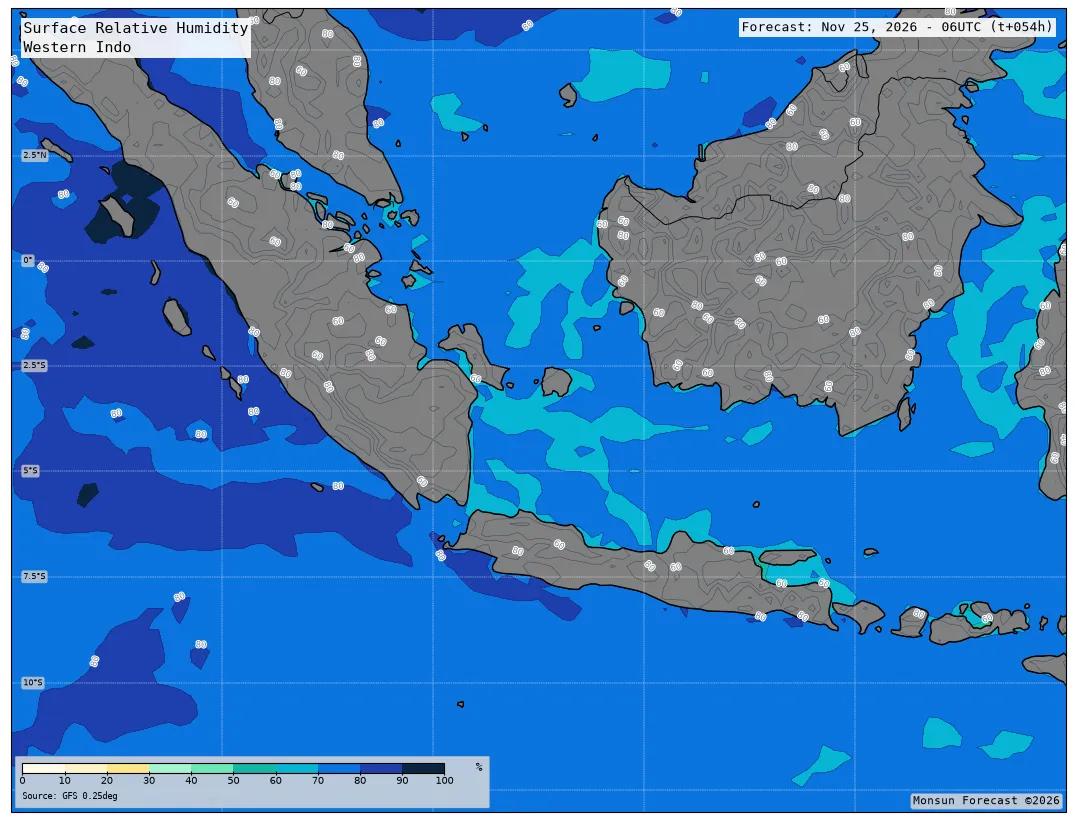 Surface Relative Humidity
Western Indo
Forecast: Nov 25, 2026 - 06UTC (t+054h)
2.5°N
0°
2.5°S
5°S
7.5°S
10°S
0 10 20 30 40 50 60 70 80 90 100 %
Source: GFS 0.25deg
Monsun Forecast ©2026